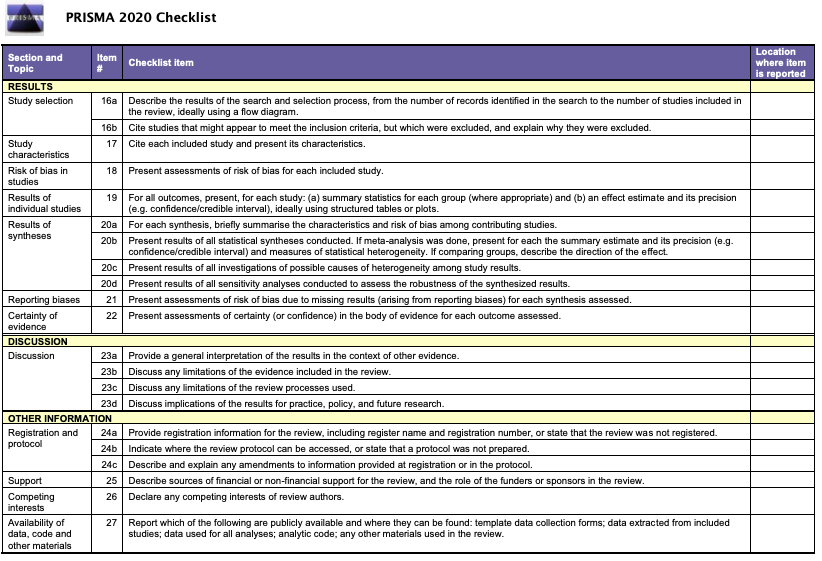 PRISMA
PRISMA 2020 Checklist
Section and
Topic
Item
#
Checklist item
Location
where item
is reported
RESULTS
Study selection
16a
Describe the results of the search and selection process, from the number of records identified in the search to the number of studies included in
the review, ideally using a flow diagram.
16b
Cite studies that might appear to meet the inclusion criteria, but which were excluded, and explain why they were excluded.
Study
characteristics
17
Cite each included study and present its characteristics.
Risk of bias in
studies
18
Present assessments of risk of bias for each included study.
Results of
individual studies
19
For all outcomes, present, for each study: (a) summary statistics for each group (where appropriate) and (b) an effect estimate and its precision
(e.g. confidence/credible interval), ideally using structured tables or plots.
Results of
syntheses
20a
For each synthesis, briefly summarise the characteristics and risk of bias among contributing studies.
20b
Present results of all statistical syntheses conducted. If meta-analysis was done, present for each the summary estimate and its precision (e.g.
confidence/credible interval) and measures of statistical heterogeneity. If comparing groups, describe the direction of the effect.
20c
Present results of all investigations of possible causes of heterogeneity among study results.
20d
Present results of all sensitivity analyses conducted to assess the robustness of the synthesized results.
Reporting biases
21
Present assessments of risk of bias due to missing results (arising from reporting biases) for each synthesis assessed.
Certainty of
evidence
22
Present assessments of certainty (or confidence) in the body of evidence for each outcome assessed.
DISCUSSION
Discussion
23a
Provide a general interpretation of the results in the context of other evidence.
23b
Discuss any limitations of the evidence included in the review.
23c
Discuss any limitations of the review processes used.
23d
Discuss implications of the results for practice, policy, and future research.
OTHER INFORMATION
Registration and
protocol
24a
Provide registration information for the review, including register name and registration number, or state that the review was not registered.
24b
Indicate where the review protocol can be accessed, or state that a protocol was not prepared.
24c
Describe and explain any amendments to information provided at registration or in the protocol.
Support
25
Describe sources of financial or non-financial support for the review, and the role of the funders or sponsors in the review.
Competing
interests
26
Declare any competing interests of review authors.
Availability of
data, code and
other materials
27
Report which of the following are publicly available and where they can be found: template data collection forms; data extracted from included
studies; data used for all analyses; analytic code; any other materials used in the review.